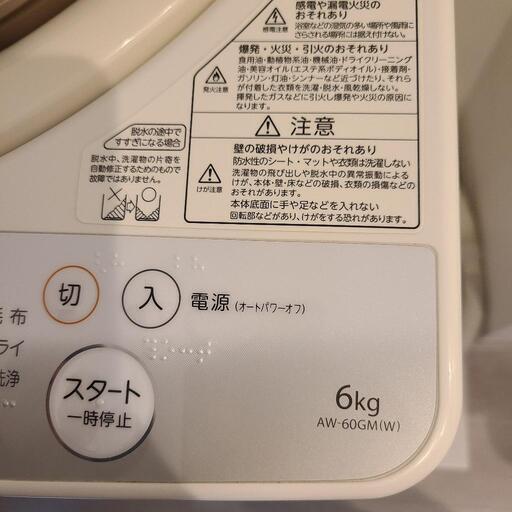 感電や漏電火災の
おそれあり
浴室などの湿気の多い場所や風雨に
さらされる場所には据え付けない。
感電注意
爆発・火災・引火のおそれあり
食用油・動植物系油・機械油・ドライクリーニング
油・美容オイル(エステ系ボディオイル)・接着剤・
ガソリン・灯油・シンナーなど近づけたり、それら
が付着した衣類を洗濯・脱水・風乾燥しない。
揮発したガスなどに引火し爆発や火災の原因に
なります。
発火注意
注意
壁の破損やけがのおそれあり
防水性のシート・マットや衣類は洗濯しない
洗濯物の飛び出しや脱水中の異常振動による
けが、本体・壁・床などの破損、衣類の損傷などの
おそれがあります。
本体底面に手や足などを入れない
回転部などがあり、けがをする恐れがあります。
けが注意
脱水の途中で
すすぎになる場合
脱水中、洗濯物の片寄を
自動修正するためのもので
故障ではありません。
切
入
電源(オートパワーオフ)
毛布
ライ
洗浄
スタート
一時停止
6kg
AW-60GM(W)